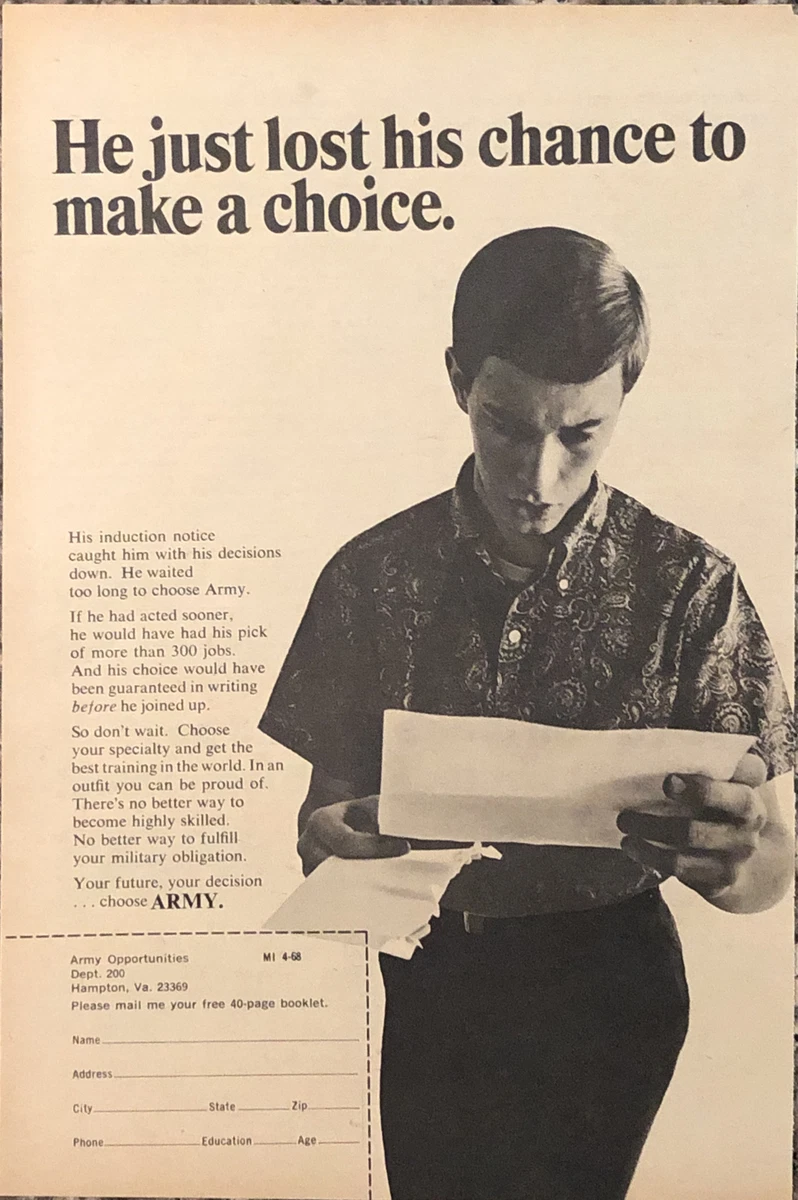 He just lost his chance to
make a choice.
His induction notice
caught him with his decisions
down. He waited
too long to choose Army.
If he had acted sooner,
he would have had his pick
of more than 300 jobs.
And his choice would have
been guaranteed in writing
before he joined up.
So don't wait. Choose
your specialty and get the
best training in the world. In an
outfit you can be proud of.
There's no better way to
become highly skilled.
No better way to fulfill
your military obligation.
Your future, your decision
. . . choose ARMY.
Army Opportunities MI 4-68
Dept. 200
Hampton, Va. 23369
Please mail me your free 40-page booklet.
Name
Address
City State Zip
Phone Education Age